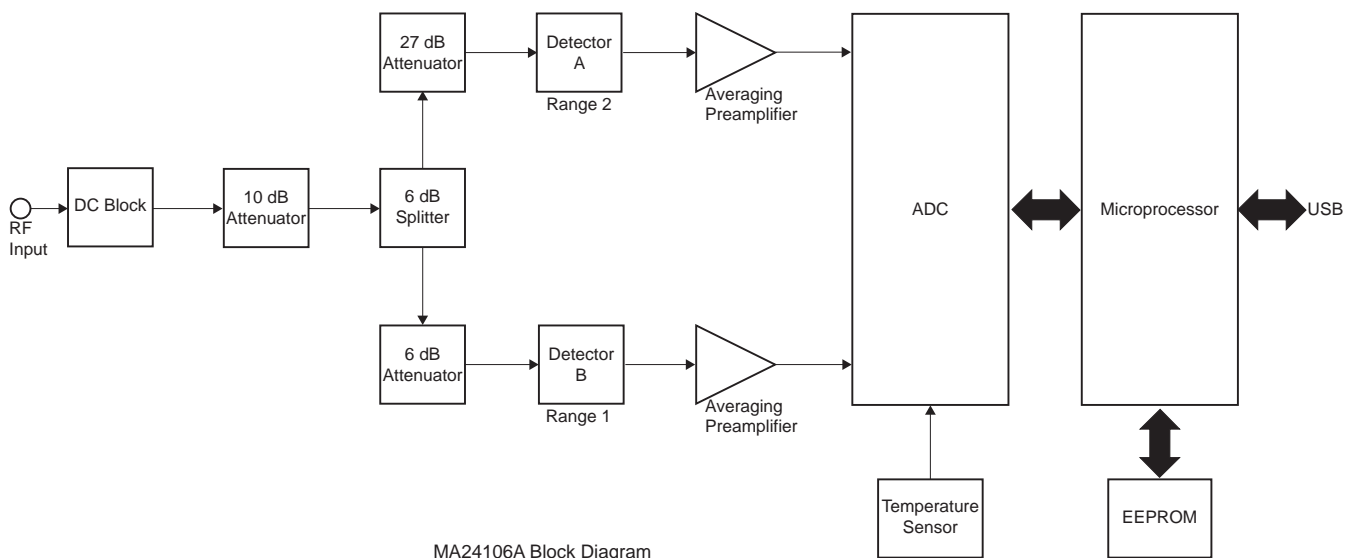 27 dB
Attenuator
Detector
A
Range 2
Averaging
Preamplifier
RF
Input
DC Block
10 dB
Attenuator
6 dB
Splitter
ADC
Microprocessor
USB
6 dB
Attenuator
Detector
B
Range 1
Averaging
Preamplifier
Temperature
Sensor
EEPROM
MA24106A Block Diagram